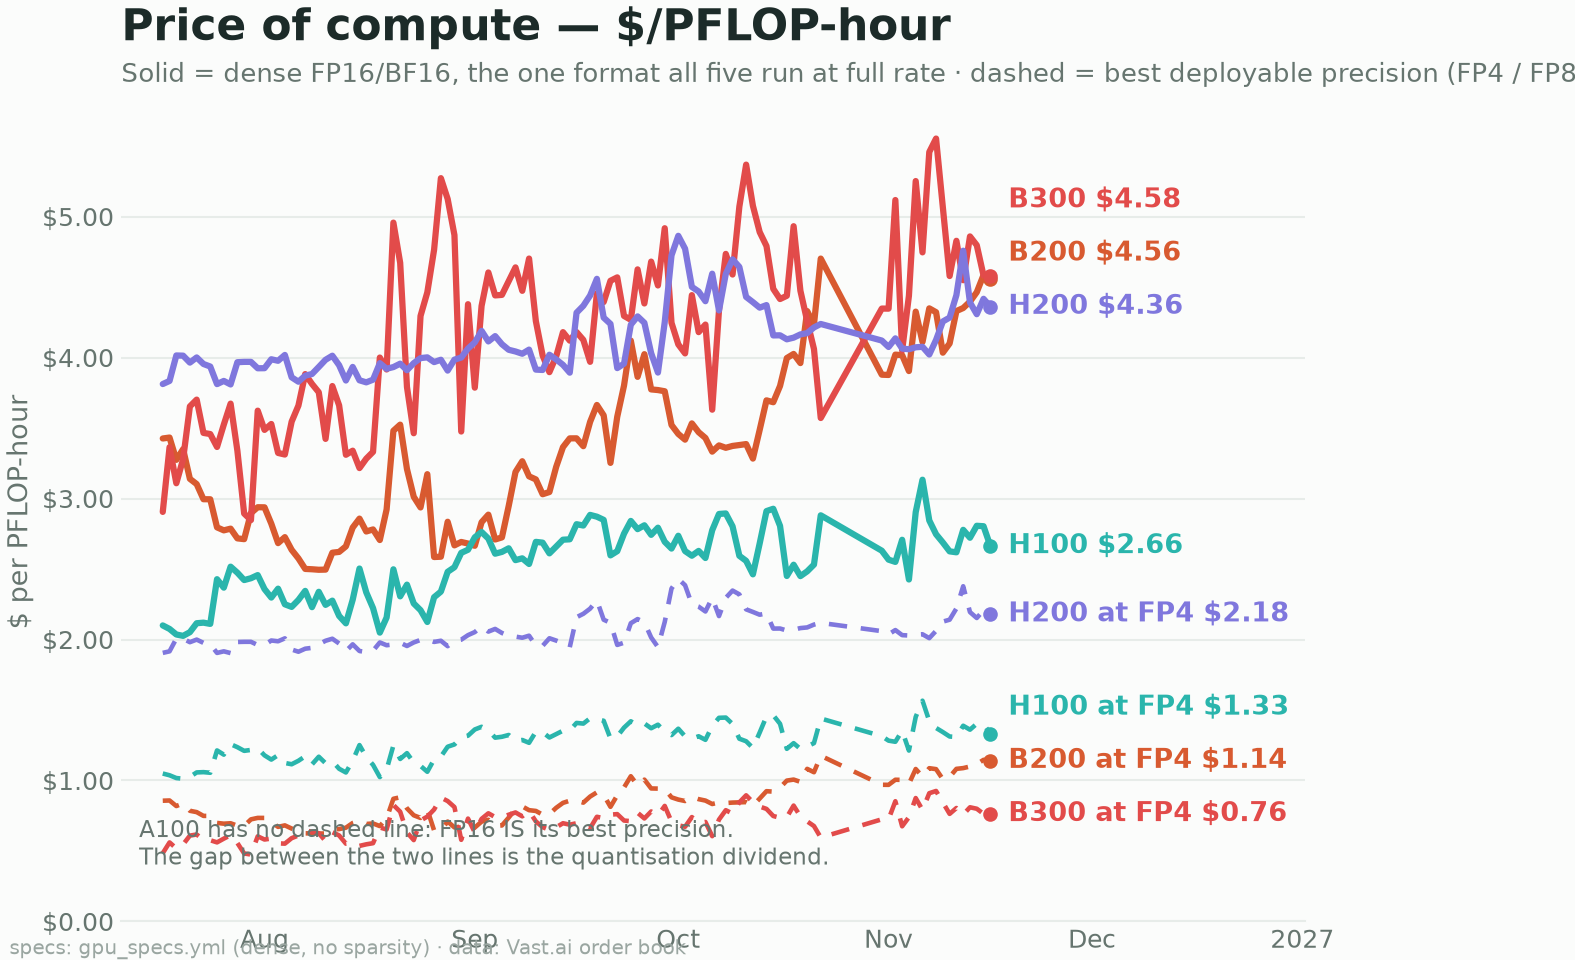 Price of compute — $/PFLOP-hour
Solid = dense FP16/BF16, the one format all five run at full rate · dashed = best deployable precision (FP4 / FP8
$ per PFLOP-hour
$5.00
$4.00
$3.00
$2.00
$1.00
$0.00
B300 $4.58
B200 $4.56
H200 $4.36
H100 $2.66
H200 at FP4 $2.18
H100 at FP4 $1.33
B200 at FP4 $1.14
B300 at FP4 $0.76
A100 has no dashed line: FP16 IS its best precision.
The gap between the two lines is the quantisation dividend.
Aug Sep Oct Nov Dec 2027
specs: gpu_specs.yml (dense, no sparsity) · data: Vast.ai order book